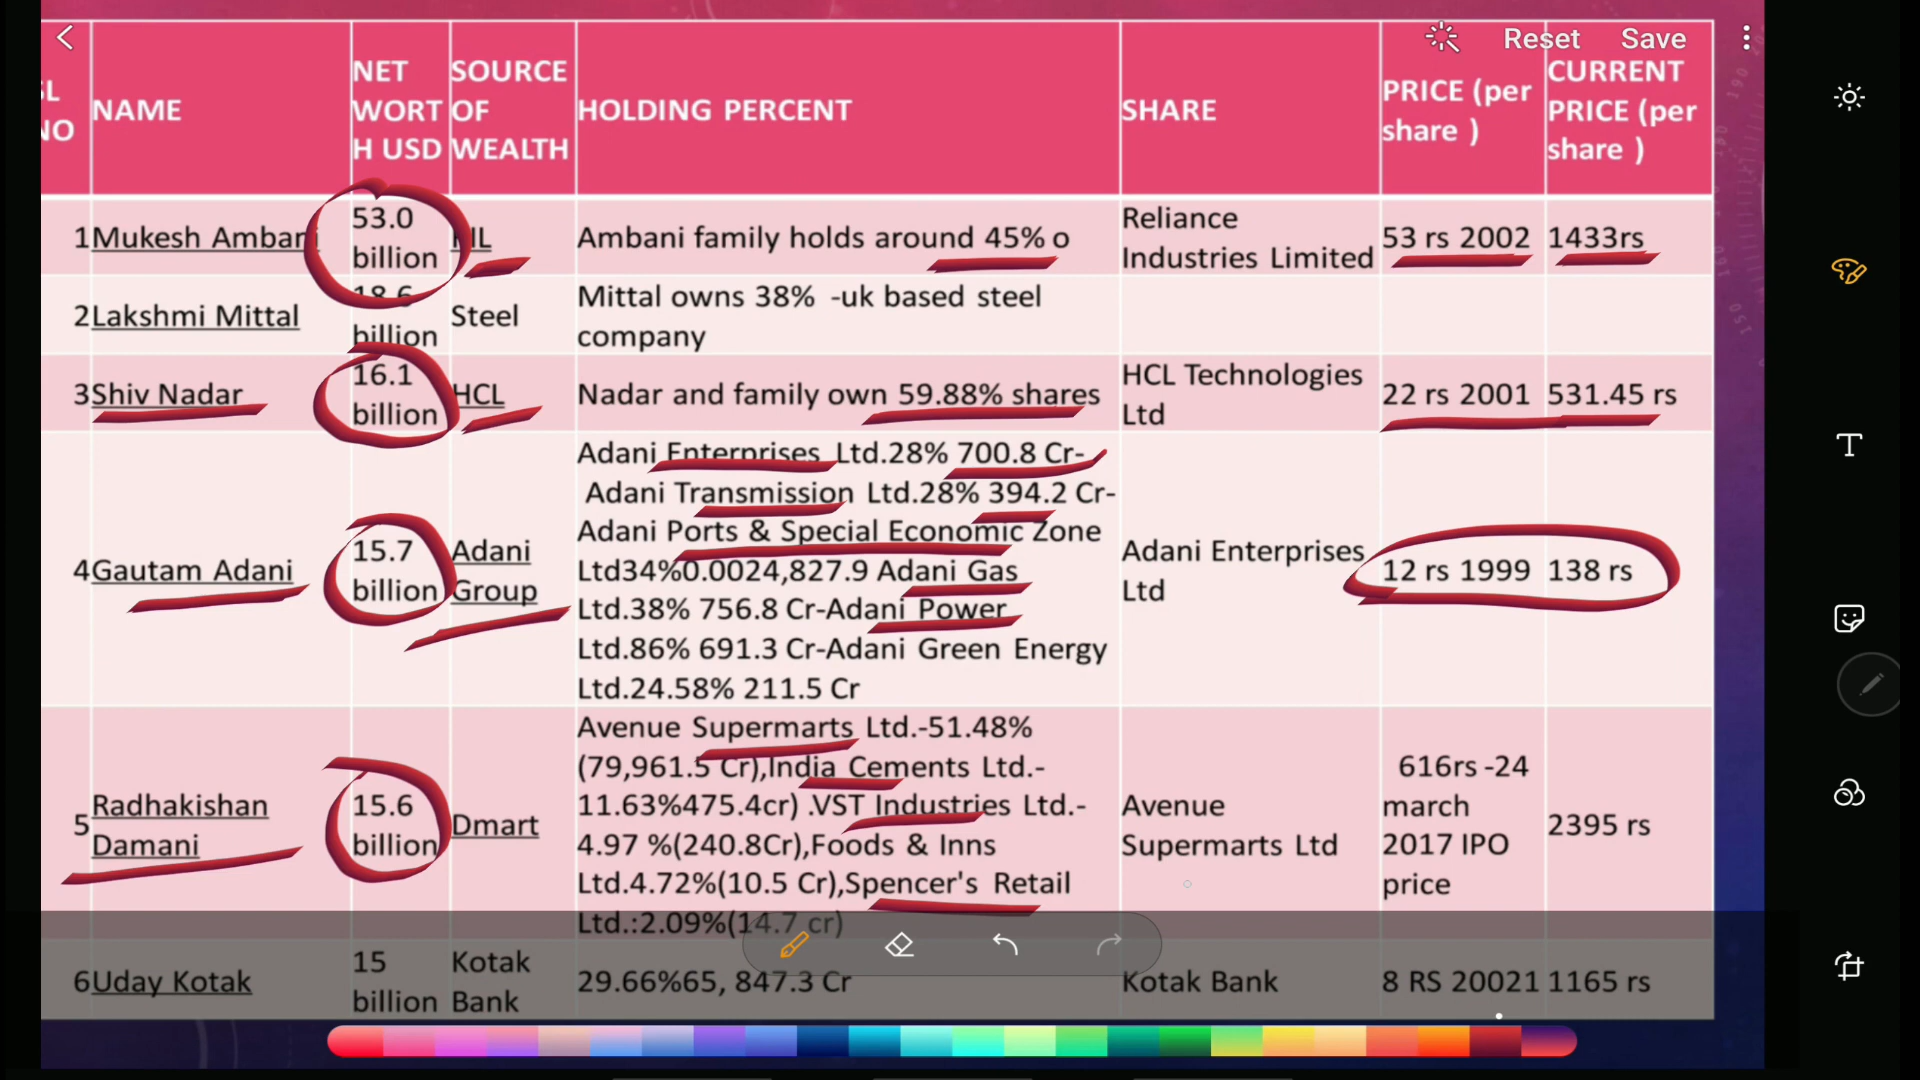 Reset Save
SL
NO
NAME
NET
WORT
H USD
SOURCE
OF
WEALTH
HOLDING PERCENT
SHARE
PRICE (per
share )
CURRENT
PRICE (per
share )
1 Mukesh Ambani
53.0
billion
RIL
Ambani family holds around 45% o
Reliance
Industries Limited
53 rs 2002
1433rs
2 Lakshmi Mittal
18.6
billion
Steel
Mittal owns 38% -uk based steel
company
3 Shiv Nadar
16.1
billion
HCL
Nadar and family own 59.88% shares
HCL Technologies
Ltd
22 rs 2001
531.45 rs
4 Gautam Adani
15.7
billion
Adani
Group
Adani Enterprises Ltd.28% 700.8 Cr-
Adani Transmission Ltd.28% 394.2 Cr-
Adani Ports & Special Economic Zone
Ltd34%0.0024,827.9 Adani Gas
Ltd.38% 756.8 Cr-Adani Power
Ltd.86% 691.3 Cr-Adani Green Energy
Ltd.24.58% 211.5 Cr
Adani Enterprises
Ltd
12 rs 1999
138 rs
5 Radhakishan
Damani
15.6
billion
Dmart
Avenue Supermarts Ltd.-51.48%
(79,961.5 Cr),India Cements Ltd.-
11.63%475.4cr) .VST Industries Ltd.-
4.97 %(240.8Cr),Foods & Inns
Ltd.4.72%(10.5 Cr),Spencer's Retail
Ltd.:2.09%(14.7 cr)
Avenue
Supermarts Ltd
616rs -24
march
2017 IPO
price
2395 rs
6 Uday Kotak
15
billion
Kotak
Bank
29.66%65, 847.3 Cr
Kotak Bank
8 RS 20021
1165 rs
T